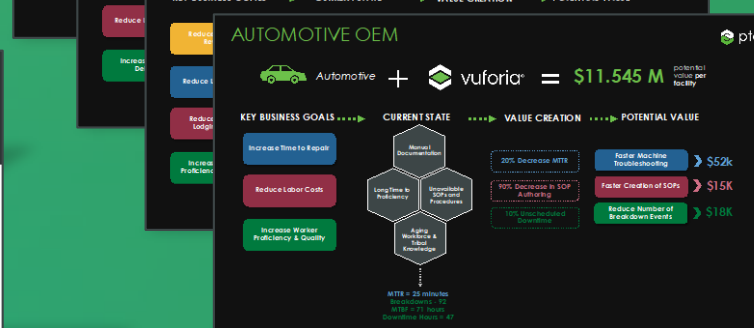 AUTOMOTIVE OEM
Automotive + vuforia = $11.545 M potential value per facility
KEY BUSINESS GOALS CURRENT STATE VALUE CREATION POTENTIAL VALUE
Increase Time to Repair
Reduce Labor Costs
Increase Worker
Proficiency & Quality
Manual
Documentation
Long Time to
Proficiency
Unavailable
SOPs and
Procedures
Aging
Workforce &
Tribal
Knowledge
MTTR = 25 minutes
Breakdowns - 92
MTBF = 71 hours
Downtime Hours = 47
20% Decrease MTTR
90% Decrease in SOP
Authoring
10% Unscheduled
Downtime
Faster Machine
Troubleshooting
$52k
Faster Creation of SOPs
$15K
Reduce Number of
Breakdown Events
$18K